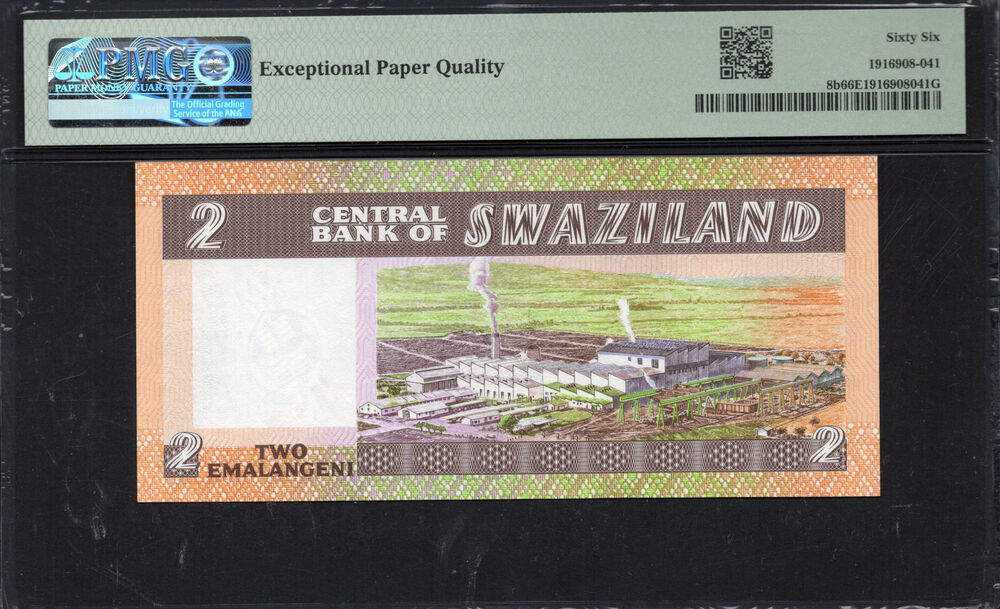 PMG
PAPER MONEY GUARANTY
The Official Grading
Service of the ANA
Exceptional Paper Quality
Sixty Six
1916908-041
8b66E1916908041G
2
CENTRAL
BANK OF
SWAZILAND
2
TWO
EMALANGENI
2